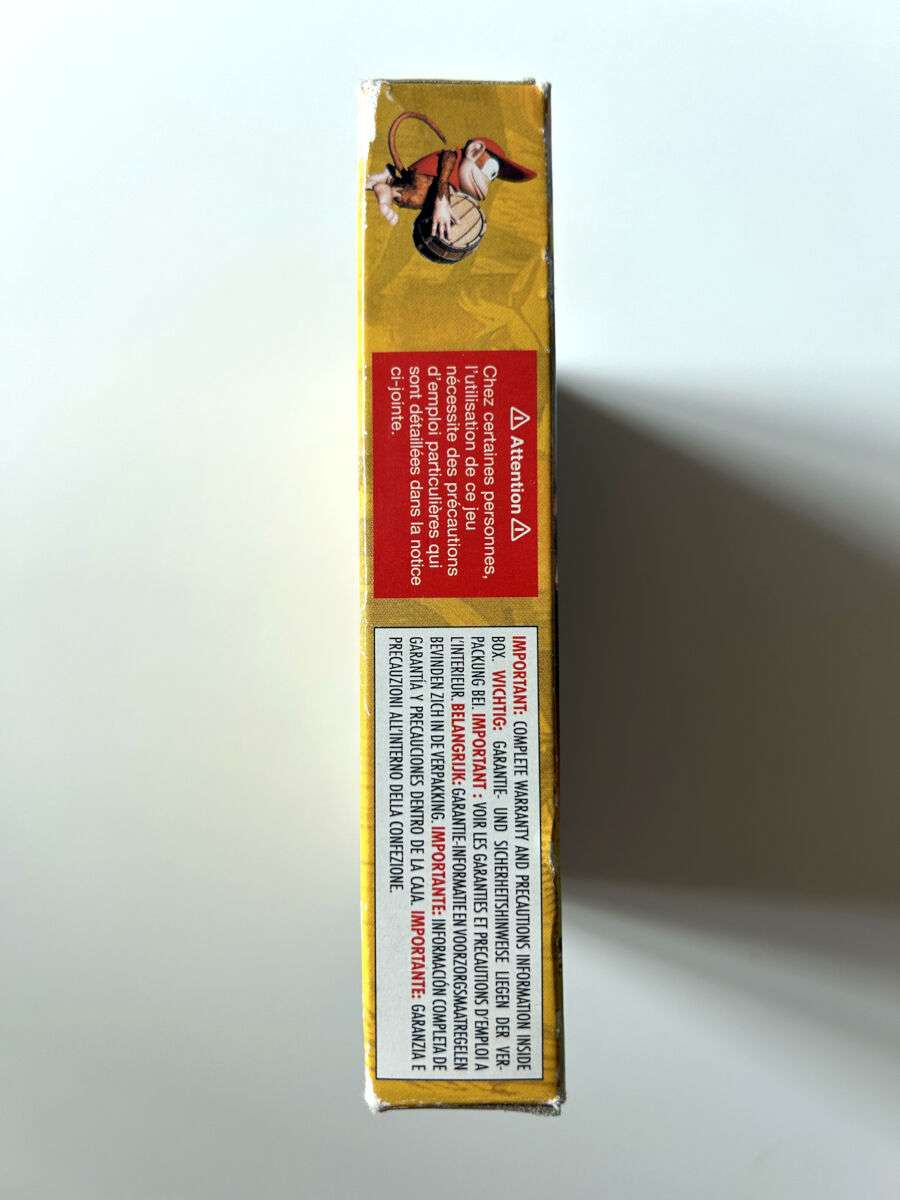 ⚠ Attention ⚠
Chez certaines personnes,
l'utilisation de ce jeu
nécessite des précautions
d'emploi particulières qui
sont détaillées dans la notice
ci-jointe.
IMPORTANT: COMPLETE WARRANTY AND PRECAUTIONS INFORMATION INSIDE
BOX. WICHTIG: GARANTIE- UND SICHERHEITSHINWEISE LIEGEN DER VER-
PACKUNG BEI. IMPORTANT : VOIR LES GARANTIES ET PRECAUTIONS D'EMPLOI A
L'INTERIEUR. BELANGRIJK: GARANTIE-INFORMATIE EN VOORZORGSMAATREGELEN
BEVINDEN ZICH IN DE VERPAKKING. IMPORTANTE: INFORMACIÓN COMPLETA DE
GARANTÍA Y PRECAUCIONES DENTRO DE LA CAJA. IMPORTANTE: GARANZIA E
PRECAUZIONI ALL'INTERNO DELLA CONFEZIONE.